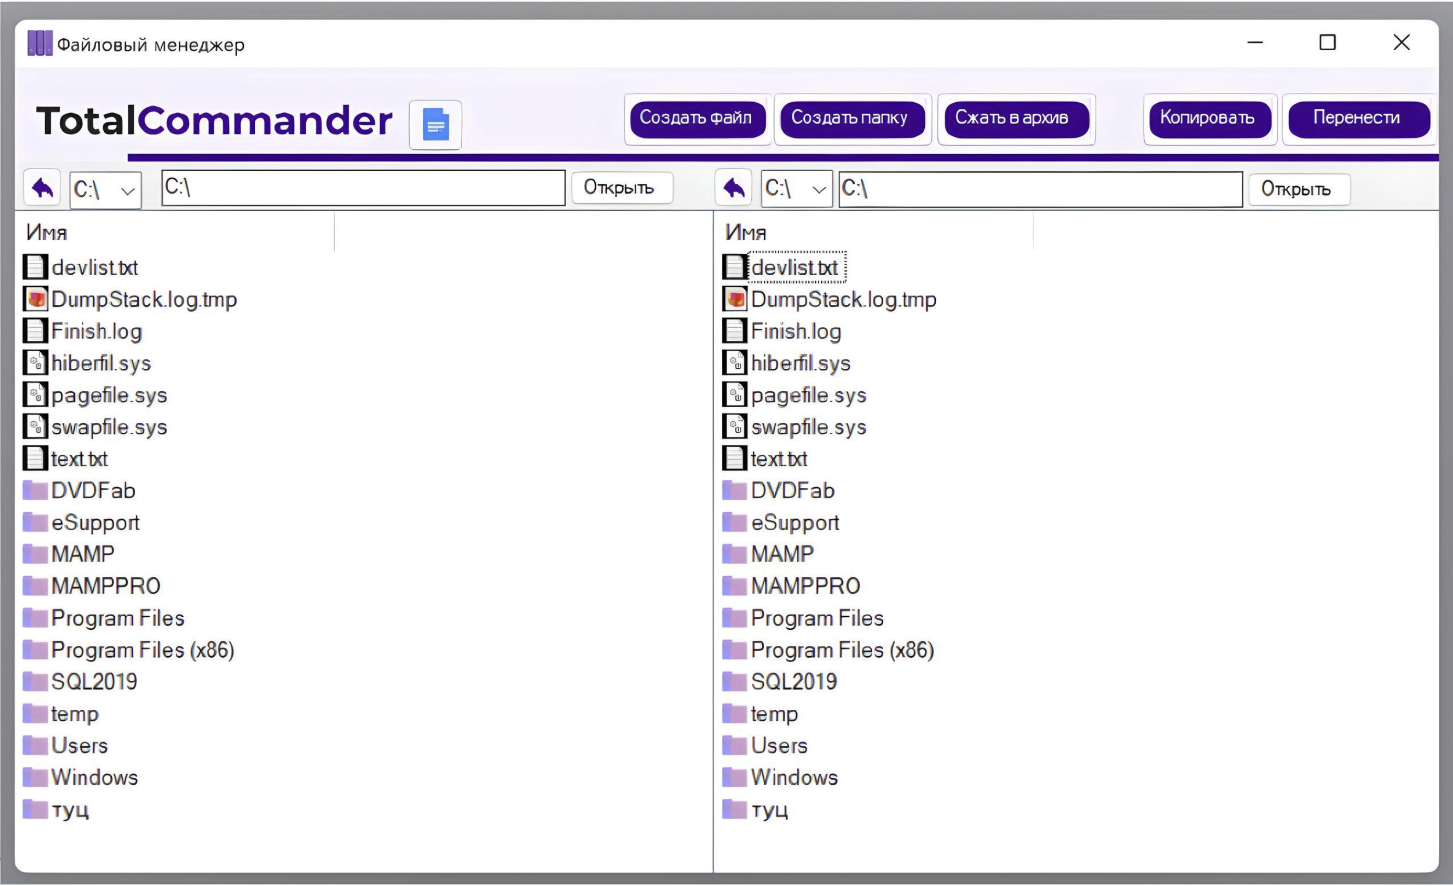 Файловый менеджер
TotalCommander
Создать файл Создать папку Сжать в архив Копировать Перенести
C:\ C:\ Открыть C:\ C:\ Открыть
Имя
devlist.txt
DumpStack.log.tmp
Finish.log
hiberfil.sys
pagefile.sys
swapfile.sys
text.txt
DVDFab
eSupport
MAMP
MAMPPRO
Program Files
Program Files (x86)
SQL2019
temp
Users
Windows
туц
Имя
devlist.txt
DumpStack.log.tmp
Finish.log
hiberfil.sys
pagefile.sys
swapfile.sys
text.txt
DVDFab
eSupport
MAMP
MAMPPRO
Program Files
Program Files (x86)
SQL2019
temp
Users
Windows
туц